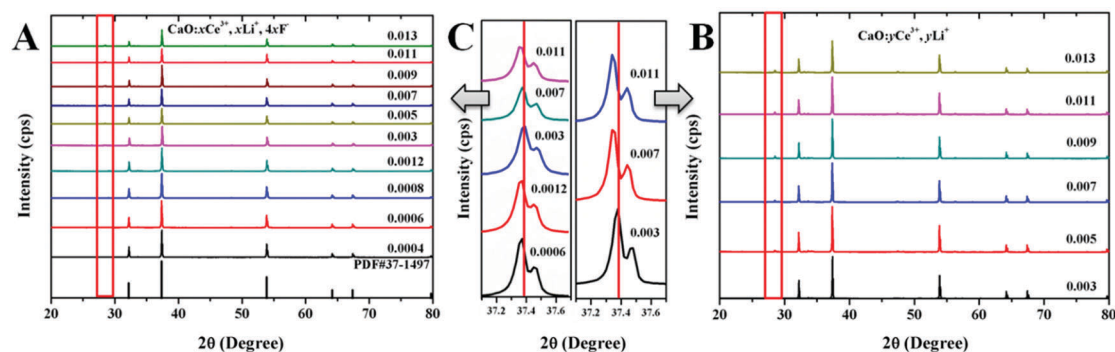 A
CaO:xCe³⁺, xLi⁺, 4xF⁻
0.013
0.011
0.009
0.007
0.005
0.003
0.0012
0.0008
0.0006
0.0004
PDF#37-1497
Intensity (cps)
20 30 40 50 60 70 80
2θ (Degree)
C
0.011
0.007
0.003
0.0012
0.0006
Intensity (cps)
37.2 37.4 37.6
0.011
0.007
0.003
37.2 37.4 37.6
2θ (Degree)
B
CaO:yCe³⁺, yLi⁺
0.013
0.011
0.009
0.007
0.005
0.003
Intensity (cps)
20 30 40 50 60 70 80
2θ (Degree)